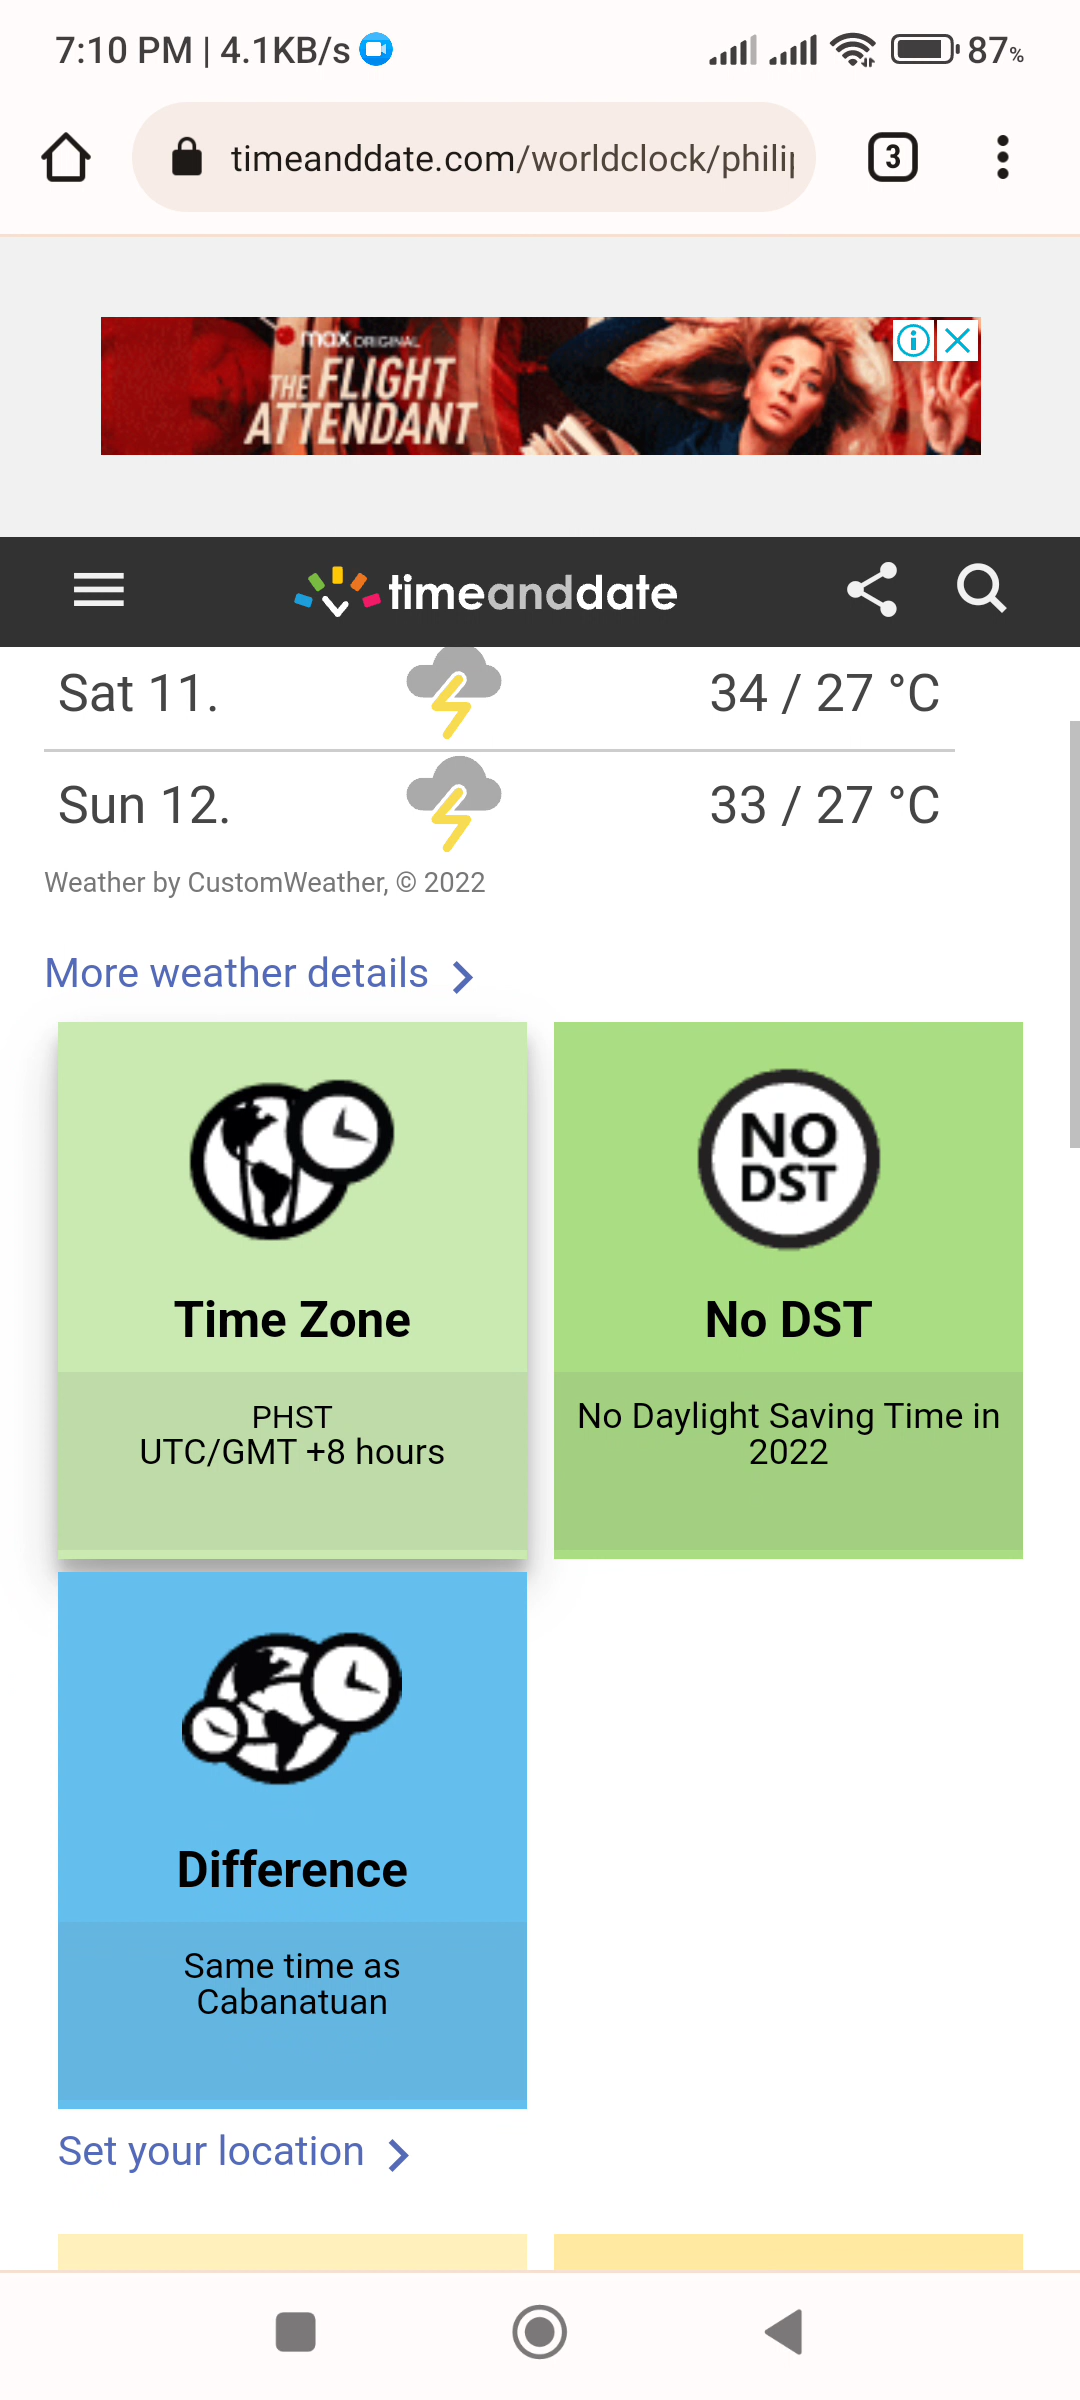 7:10 PM | 4.1KB/s
87%
timeanddate.com/worldclock/philip
3
max ORIGINAL
THE FLIGHT
ATTENDANT
timeanddate
Sat 11. 34 / 27 °C
Sun 12. 33 / 27 °C
Weather by CustomWeather, © 2022
More weather details
NO
DST
Time Zone
PHST
UTC/GMT +8 hours
No DST
No Daylight Saving Time in
2022
Difference
Same time as
Cabanatuan
Set your location